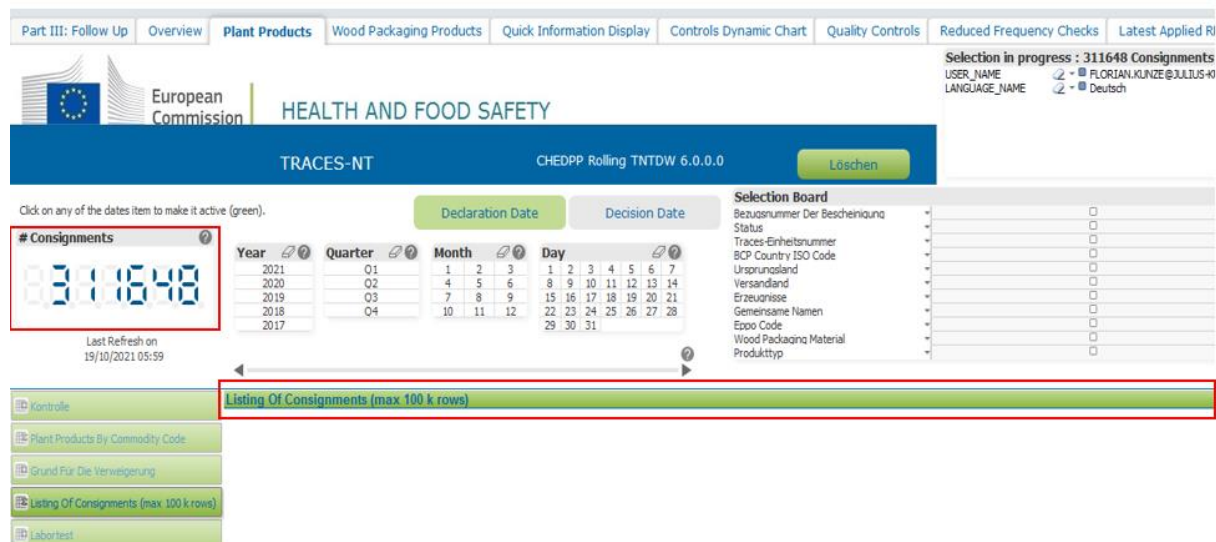 Part III: Follow Up Overview Plant Products Wood Packaging Products Quick Information Display Controls Dynamic Chart Quality Controls Reduced Frequency Checks Latest Applied
Selection in progress : 311648 Consignments
USER_NAME
LANGUAGE_NAME Deutsch
European
Commission
HEALTH AND FOOD SAFETY
TRACES-NT CHEDPP Rolling TNTDW 6.0.0.0 Löschen
Click on any of the dates item to make it active (green).
Declaration Date Decision Date
# Consignments
311648
Last Refresh on
19/10/2021 05:59
Year Quarter Month Day
2021 Q1 1 2 3 1 2 3 4 5 6 7
2020 Q2 4 5 6 8 9 10 11 12 13 14
2019 Q3 7 8 9 15 16 17 18 19 20 21
2018 Q4 10 11 12 22 23 24 25 26 27 28
2017 29 30 31
Selection Board
Bezugsnummer Der Bescheinigung
Status
Traces-Einheitsnummer
BCP Country ISO Code
Ursprungsland
Versandland
Erzeugnisse
Gemeinsame Namen
Eppo Code
Wood Packaging Material
Produkttyp
Kontrolle
Plant Products By Commodity Code
Grund Für Die Verweigerung
Listing Of Consignments (max 100 k rows)
Labortest
Listing Of Consignments (max 100 k rows)